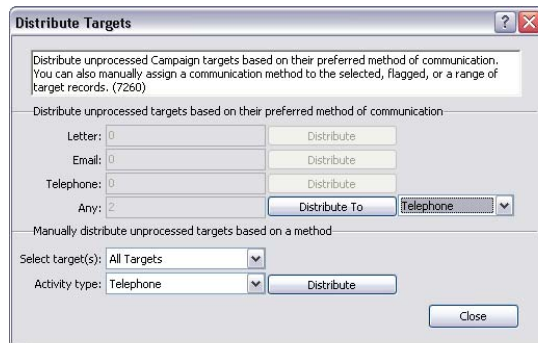 Distribute Targets
Distribute unprocessed Campaign targets based on their preferred method of communication.
You can also manually assign a communication method to the selected, flagged, or a range of
target records. (7260)
Distribute unprocessed targets based on their preferred method of communication
Letter: 0 Distribute
Email: 0 Distribute
Telephone: 0 Distribute
Any: 2 Distribute To Telephone
Manually distribute unprocessed targets based on a method
Select target(s): All Targets
Activity type: Telephone Distribute
Close